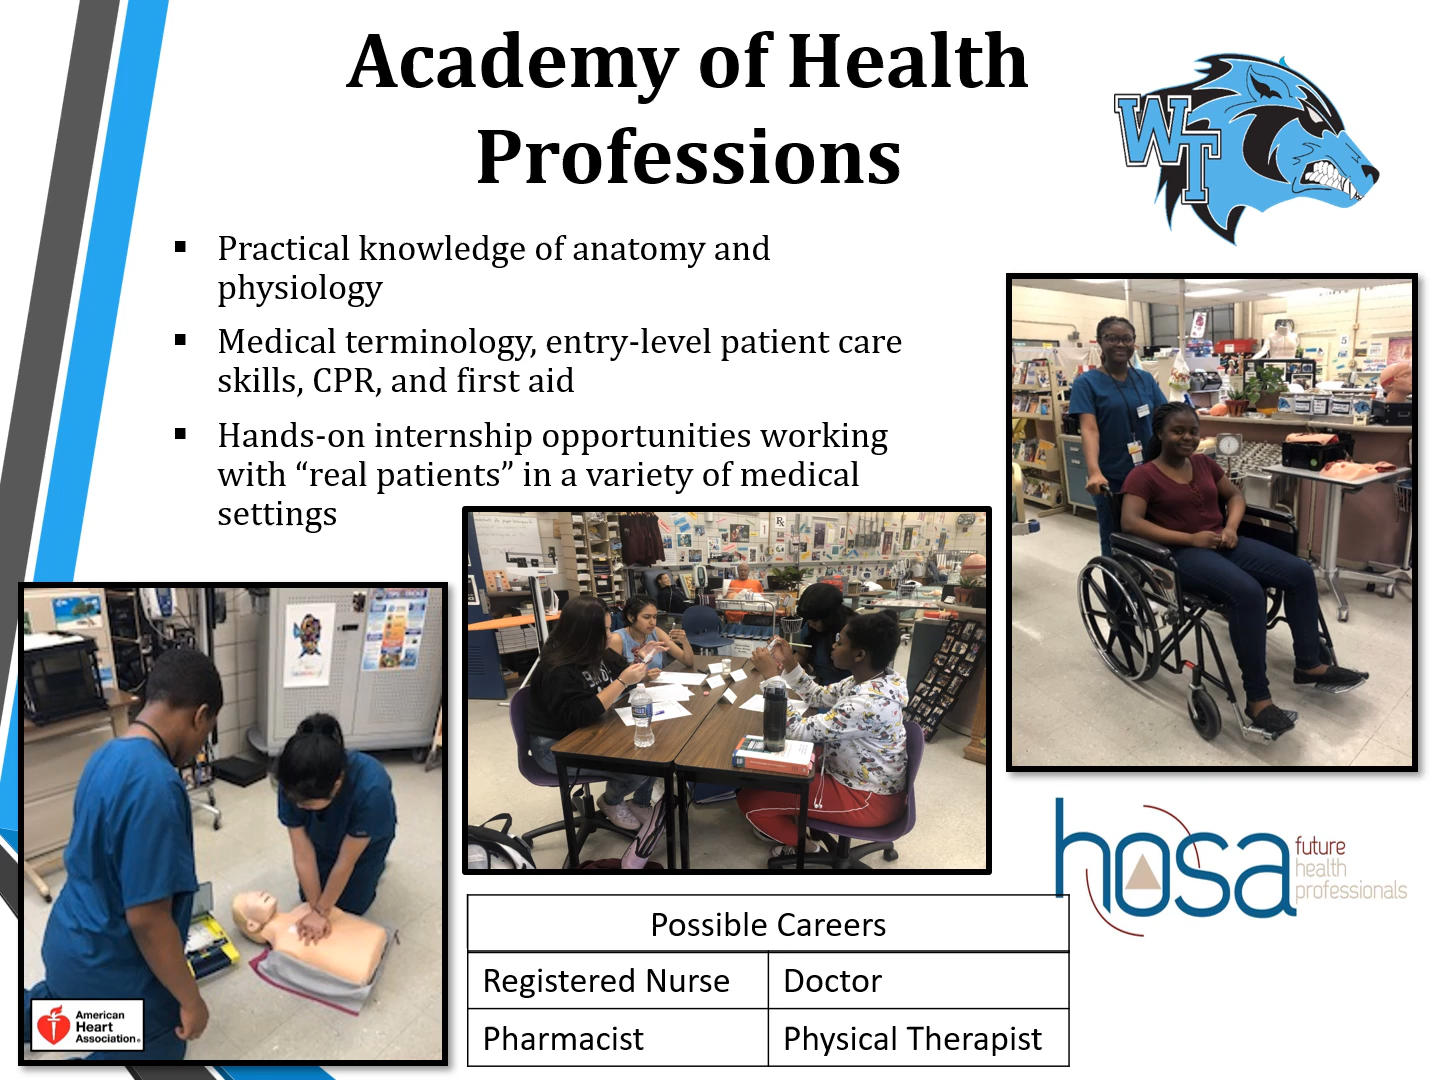 Academy of Health
Professions
WT
▪ Practical knowledge of anatomy and
physiology
▪ Medical terminology, entry-level patient care
skills, CPR, and first aid
▪ Hands-on internship opportunities working
with “real patients” in a variety of medical
settings
American
Heart
Association®
hosa
future
health
professionals
Possible Careers
Registered Nurse
Doctor
Pharmacist
Physical Therapist